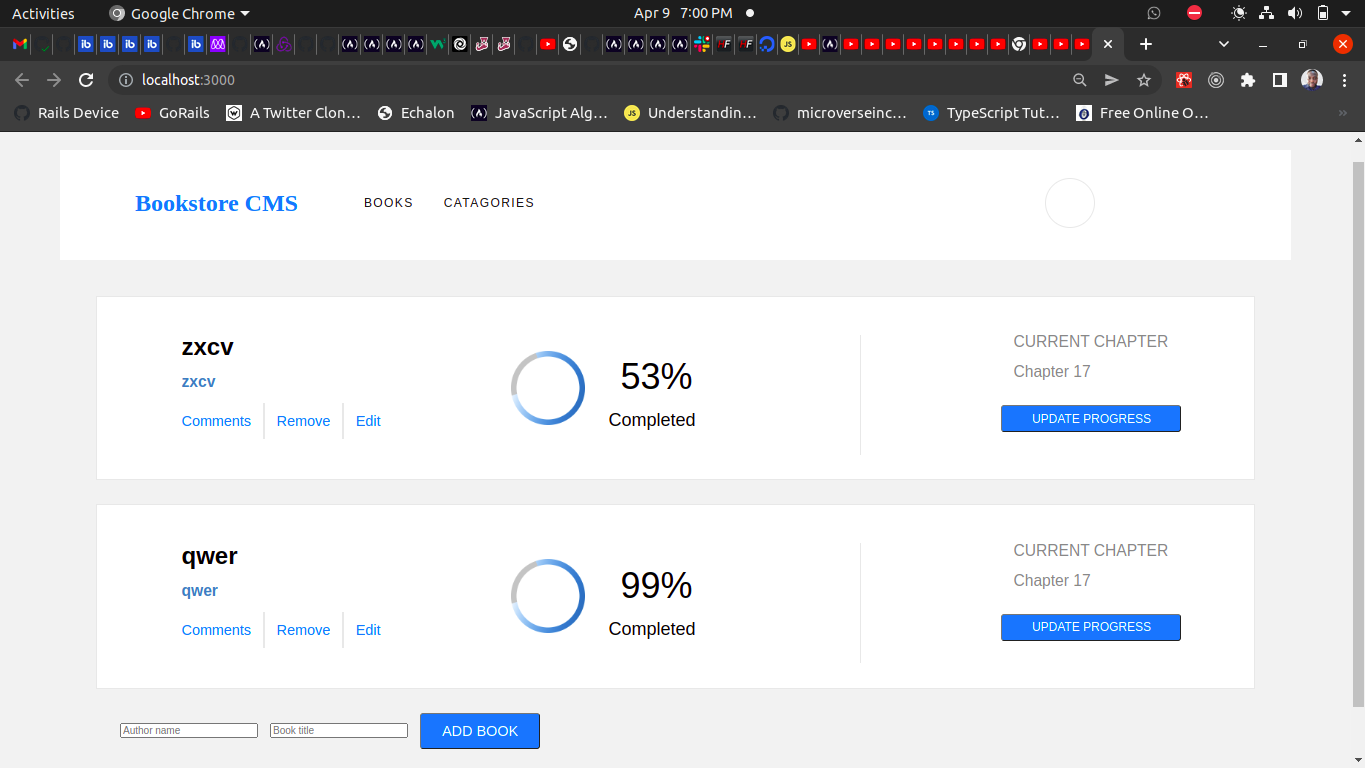 Activities Google Chrome Apr 9 7:00 PM
localhost:3000
Rails Device GoRails A Twitter Clon… Echalon JavaScript Alg… Understandin… microverseinc… TypeScript Tut… Free Online O…
Bookstore CMS BOOKS CATAGORIES
zxcv
zxcv
Comments Remove Edit
53%
Completed
CURRENT CHAPTER
Chapter 17
UPDATE PROGRESS
qwer
qwer
Comments Remove Edit
99%
Completed
CURRENT CHAPTER
Chapter 17
UPDATE PROGRESS
Author name Book title ADD BOOK